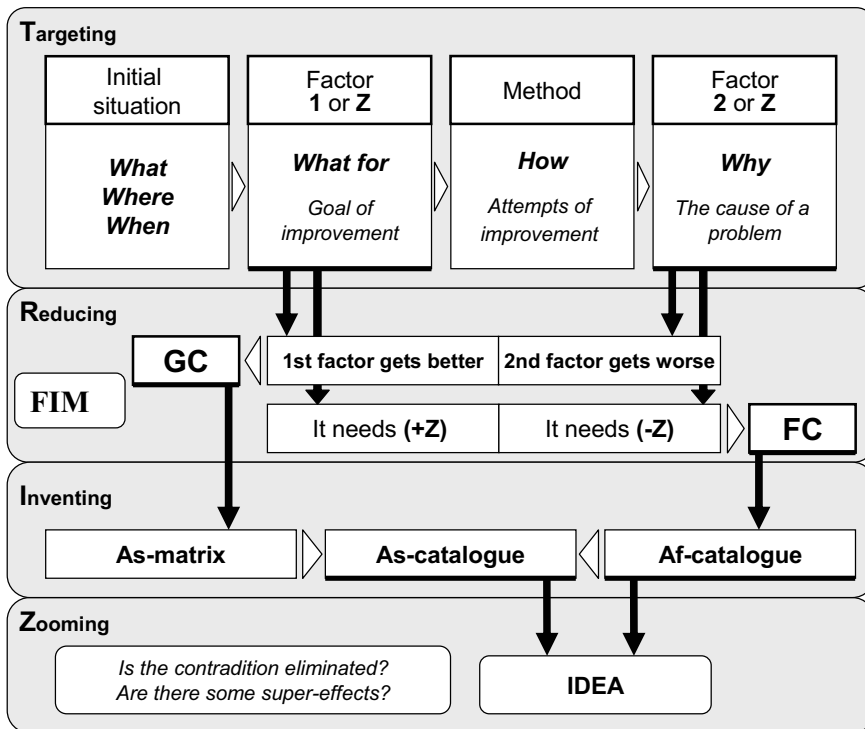 Targeting
Initial
situation
Factor
1 or Z
Method
Factor
2 or Z
What
Where
When
What for
Goal of
improvement
How
Attempts of
improvement
Why
The cause of a
problem
Reducing
GC
1st factor gets better
2nd factor gets worse
FIM
It needs (+Z)
It needs (-Z)
FC
Inventing
As-matrix
As-catalogue
Af-catalogue
Zooming
Is the contradition eliminated?
Are there some super-effects?
IDEA